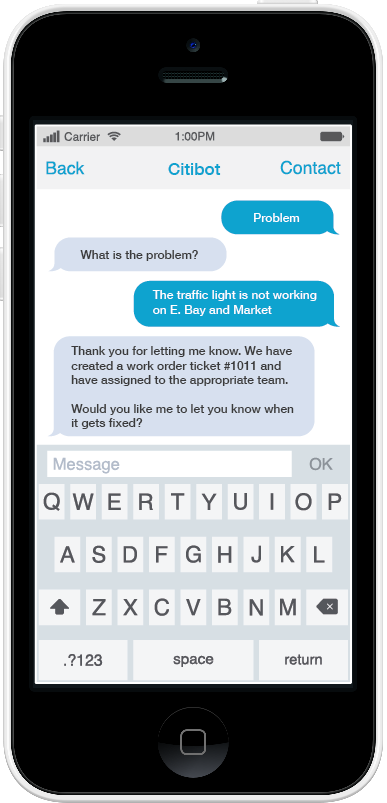 Carrier 1:00PM
Back Citibot Contact
Problem
What is the problem?
The traffic light is not working
on E. Bay and Market
Thank you for letting me know. We have
created a work order ticket #1011 and
have assigned to the appropriate team.
Would you like me to let you know when
it gets fixed?
Message OK
Q W E R T Y U I O P
A S D F G H J K L
Z X C V B N M
.?123 space return